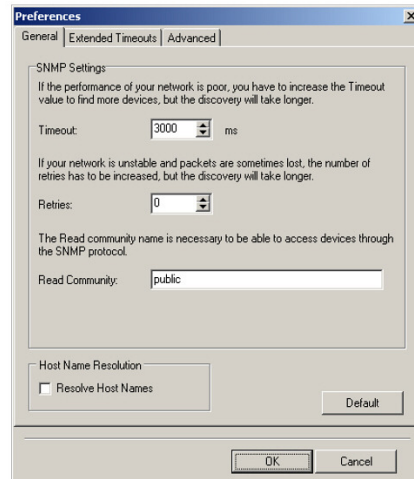 Preferences
General Extended Timeouts Advanced
SNMP Settings
If the performance of your network is poor, you have to increase the Timeout
value to find more devices, but the discovery will take longer.
Timeout: 3000 ms
If your network is unstable and packets are sometimes lost, the number of
retries has to be increased, but the discovery will take longer.
Retries: 0
The Read community name is necessary to be able to access devices through
the SNMP protocol.
Read Community: public
Host Name Resolution
Resolve Host Names
Default
OK Cancel